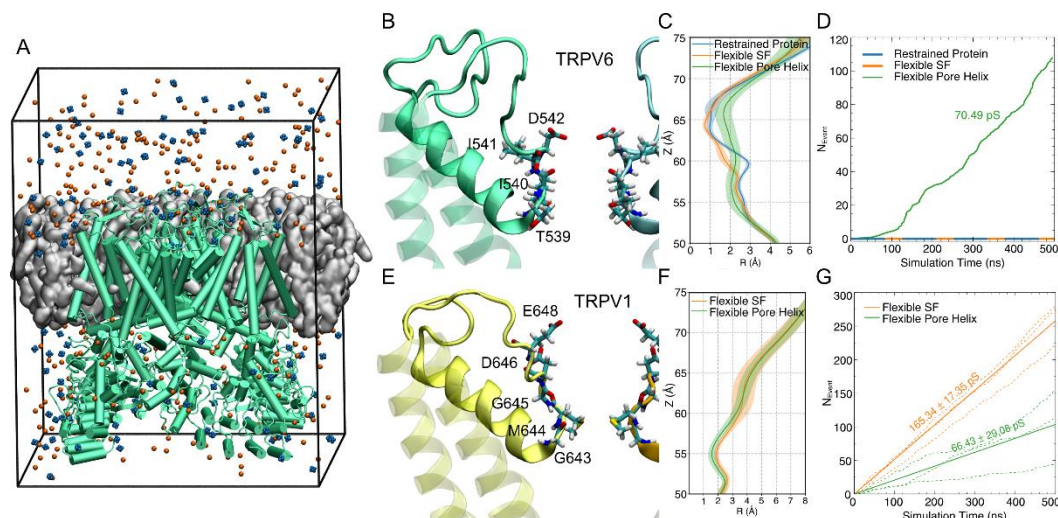 A
B
TRPV6
D542
I541
I540
T539
C
Restrained Protein
Flexible SF
Flexible Pore Helix
75
70
65
60
55
50
Z (Å)
0 1 2 3 4 5 6
R (Å)
D
Restrained Protein
Flexible SF
Flexible Pore Helix
70.49 pS
120
100
80
60
40
20
0
N Event
0 100 200 300 400 500
Simulation Time (ns)
E
TRPV1
E648
D646
G645
M644
G643
F
Flexible SF
Flexible Pore Helix
75
70
65
60
55
50
Z (Å)
1 2 3 4 5 6 7 8
R (Å)
G
Flexible SF
Flexible Pore Helix
165.34 ± 17.35 pS
66.43 ± 29.08 pS
300
250
200
150
100
50
0
N Event
0 100 200 300 400 500
Simulation Time (ns)